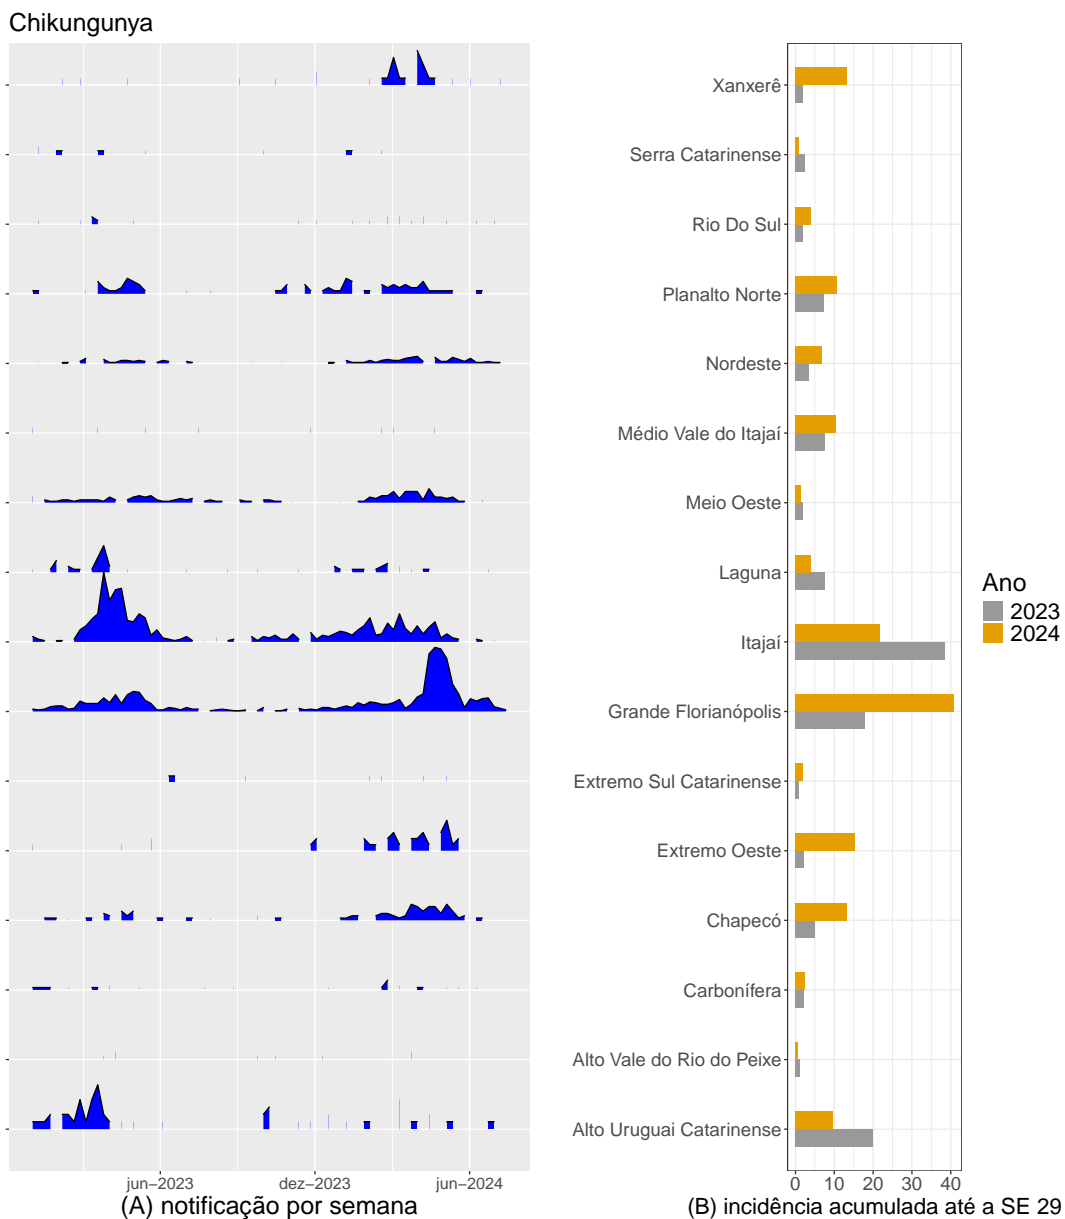 Chikungunya
Xanxerê
Serra Catarinense
Rio Do Sul
Planalto Norte
Nordeste
Médio Vale do Itajaí
Meio Oeste
Laguna
Itajaí
Grande Florianópolis
Extremo Sul Catarinense
Extremo Oeste
Chapecó
Carbonífera
Alto Vale do Rio do Peixe
Alto Uruguai Catarinense
Ano
2023
2024
jun–2023 dez–2023 jun–2024
0 10 20 30 40
(A) notificação por semana
(B) incidência acumulada até a SE 29